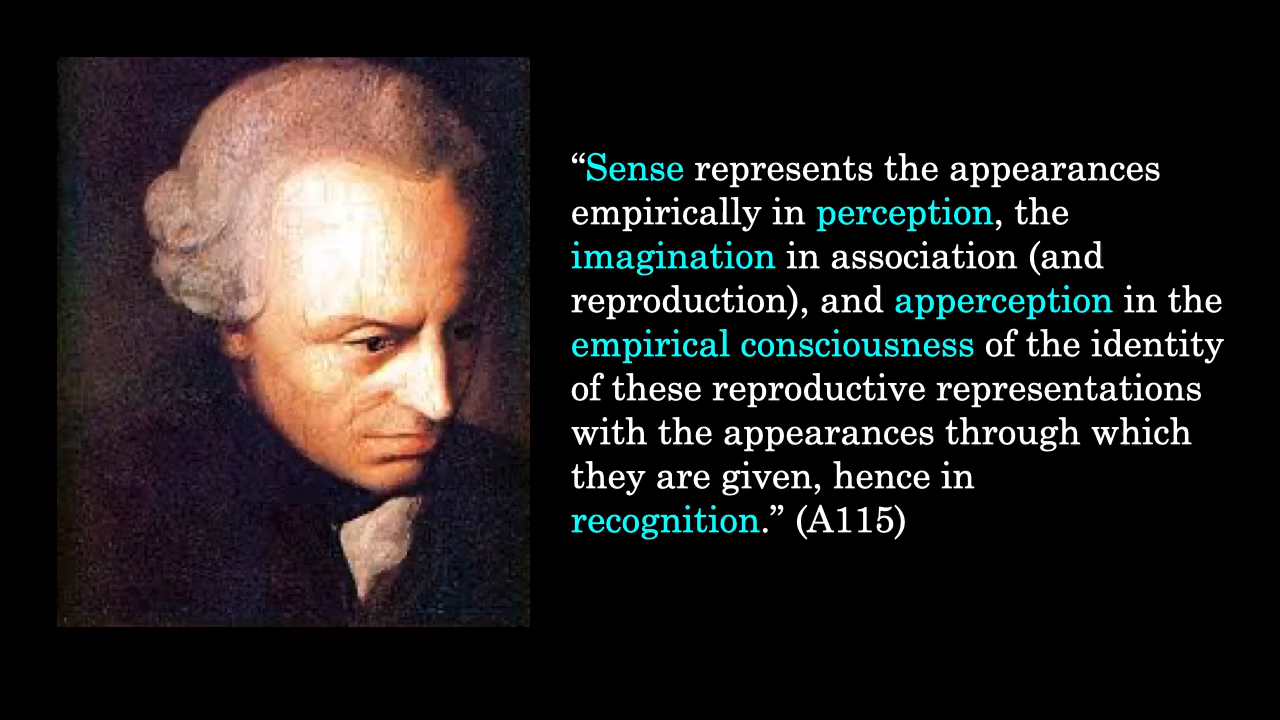 “Sense represents the appearances
empirically in perception, the
imagination in association (and
reproduction), and apperception in the
empirical consciousness of the identity
of these reproductive representations
with the appearances through which
they are given, hence in
recognition.” (A115)